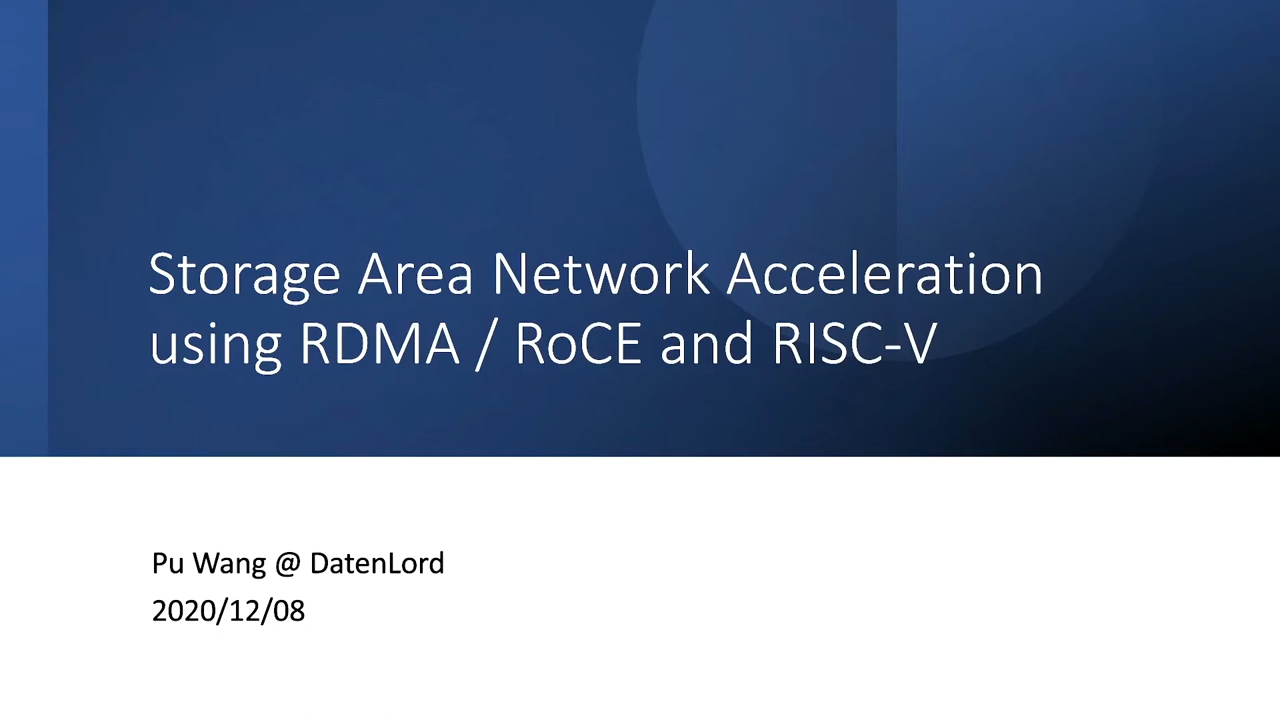 Storage Area Network Acceleration
using RDMA / RoCE and RISC-V
Pu Wang @ DatenLord
2020/12/08